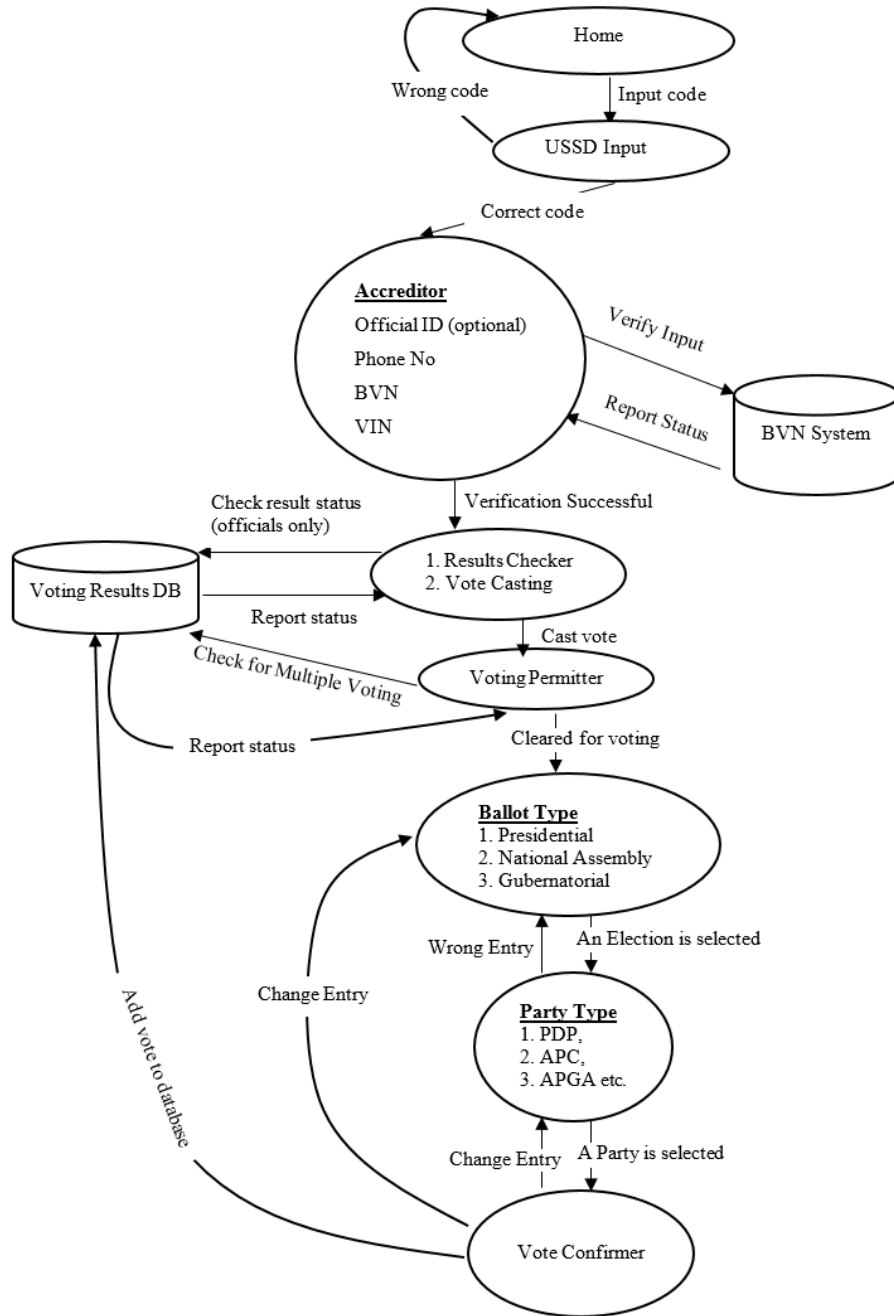 Home
Wrong code
Input code
USSD Input
Correct code
Accreditor
Official ID (optional)
Phone No
BVN
VIN
Verify Input
Report Status
BVN System
Verification Successful
Check result status
(officials only)
1. Results Checker
2. Vote Casting
Voting Results DB
Report status
Cast vote
Check for Multiple Voting
Voting Permitter
Report status
Cleared for voting
Ballot Type
1. Presidential
2. National Assembly
3. Gubernatorial
Wrong Entry
An Election is selected
Change Entry
Add vote to database
Party Type
1. PDP,
2. APC,
3. APGA etc.
Change Entry
A Party is selected
Vote Confirmer